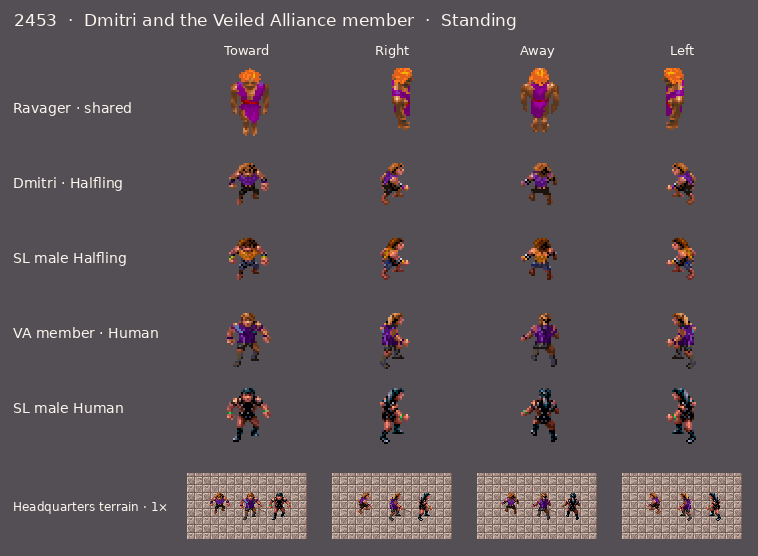 2453 · Dmitri and the Veiled Alliance member · Standing
Toward Right Away Left
Ravager · shared
Dmitri · Halfling
SL male Halfling
VA member · Human
SL male Human
Headquarters terrain · 1×